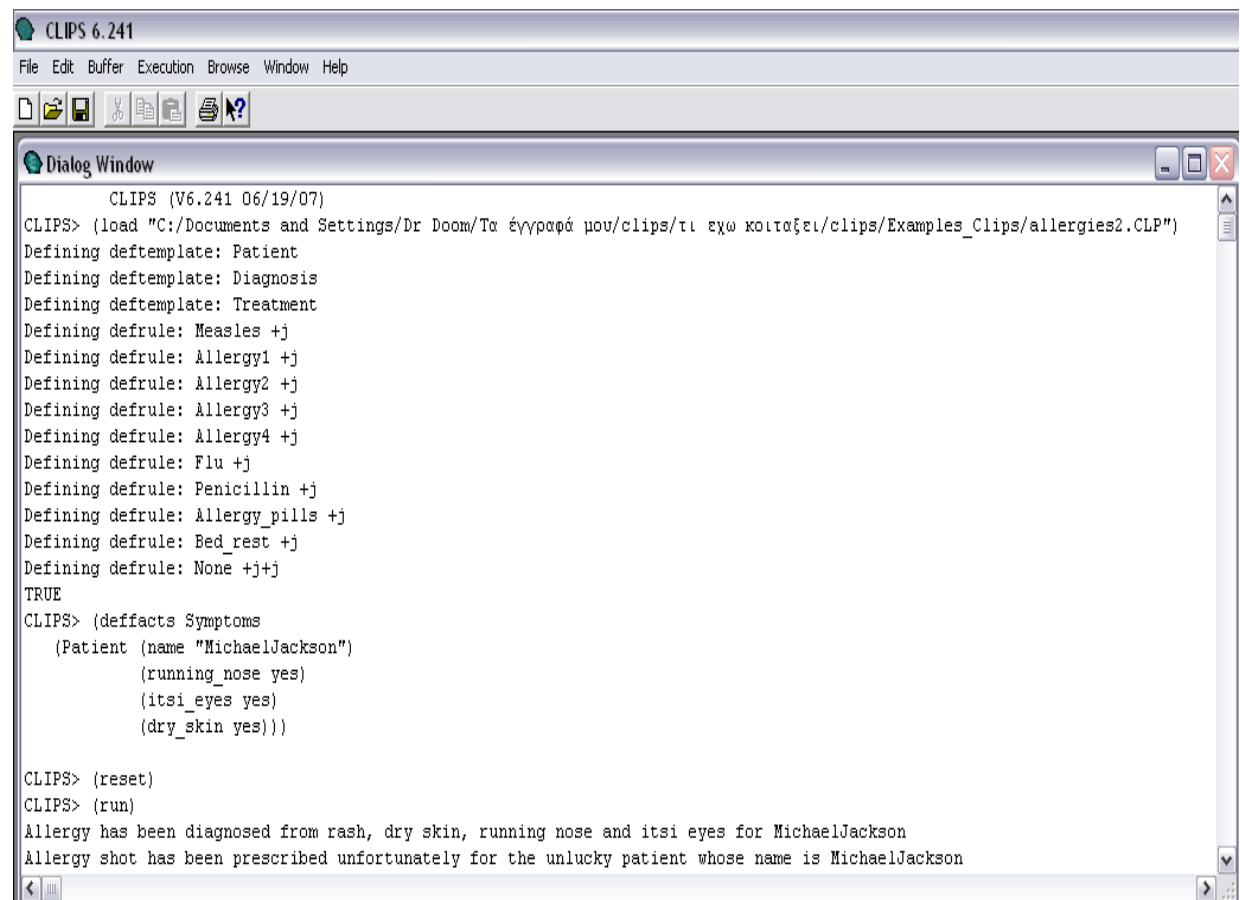 CLIPS 6.241
File Edit Buffer Execution Browse Window Help
Dialog Window
CLIPS (V6.241 06/19/07)
CLIPS> (load "C:/Documents and Settings/Dr Doom/Τα έγγραφά μου/clips/τι εχω κοιταξει/clips/Examples_Clips/allergies2.CLP")
Defining deftemplate: Patient
Defining deftemplate: Diagnosis
Defining deftemplate: Treatment
Defining defrule: Measles +j
Defining defrule: Allergy1 +j
Defining defrule: Allergy2 +j
Defining defrule: Allergy3 +j
Defining defrule: Allergy4 +j
Defining defrule: Flu +j
Defining defrule: Penicillin +j
Defining defrule: Allergy_pills +j
Defining defrule: Bed_rest +j
Defining defrule: None +j+j
TRUE
CLIPS> (deffacts Symptoms
(Patient (name "MichaelJackson")
(running_nose yes)
(itsi_eyes yes)
(dry_skin yes)))
CLIPS> (reset)
CLIPS> (run)
Allergy has been diagnosed from rash, dry skin, running nose and itsi eyes for MichaelJackson
Allergy shot has been prescribed unfortunately for the unlucky patient whose name is MichaelJackson